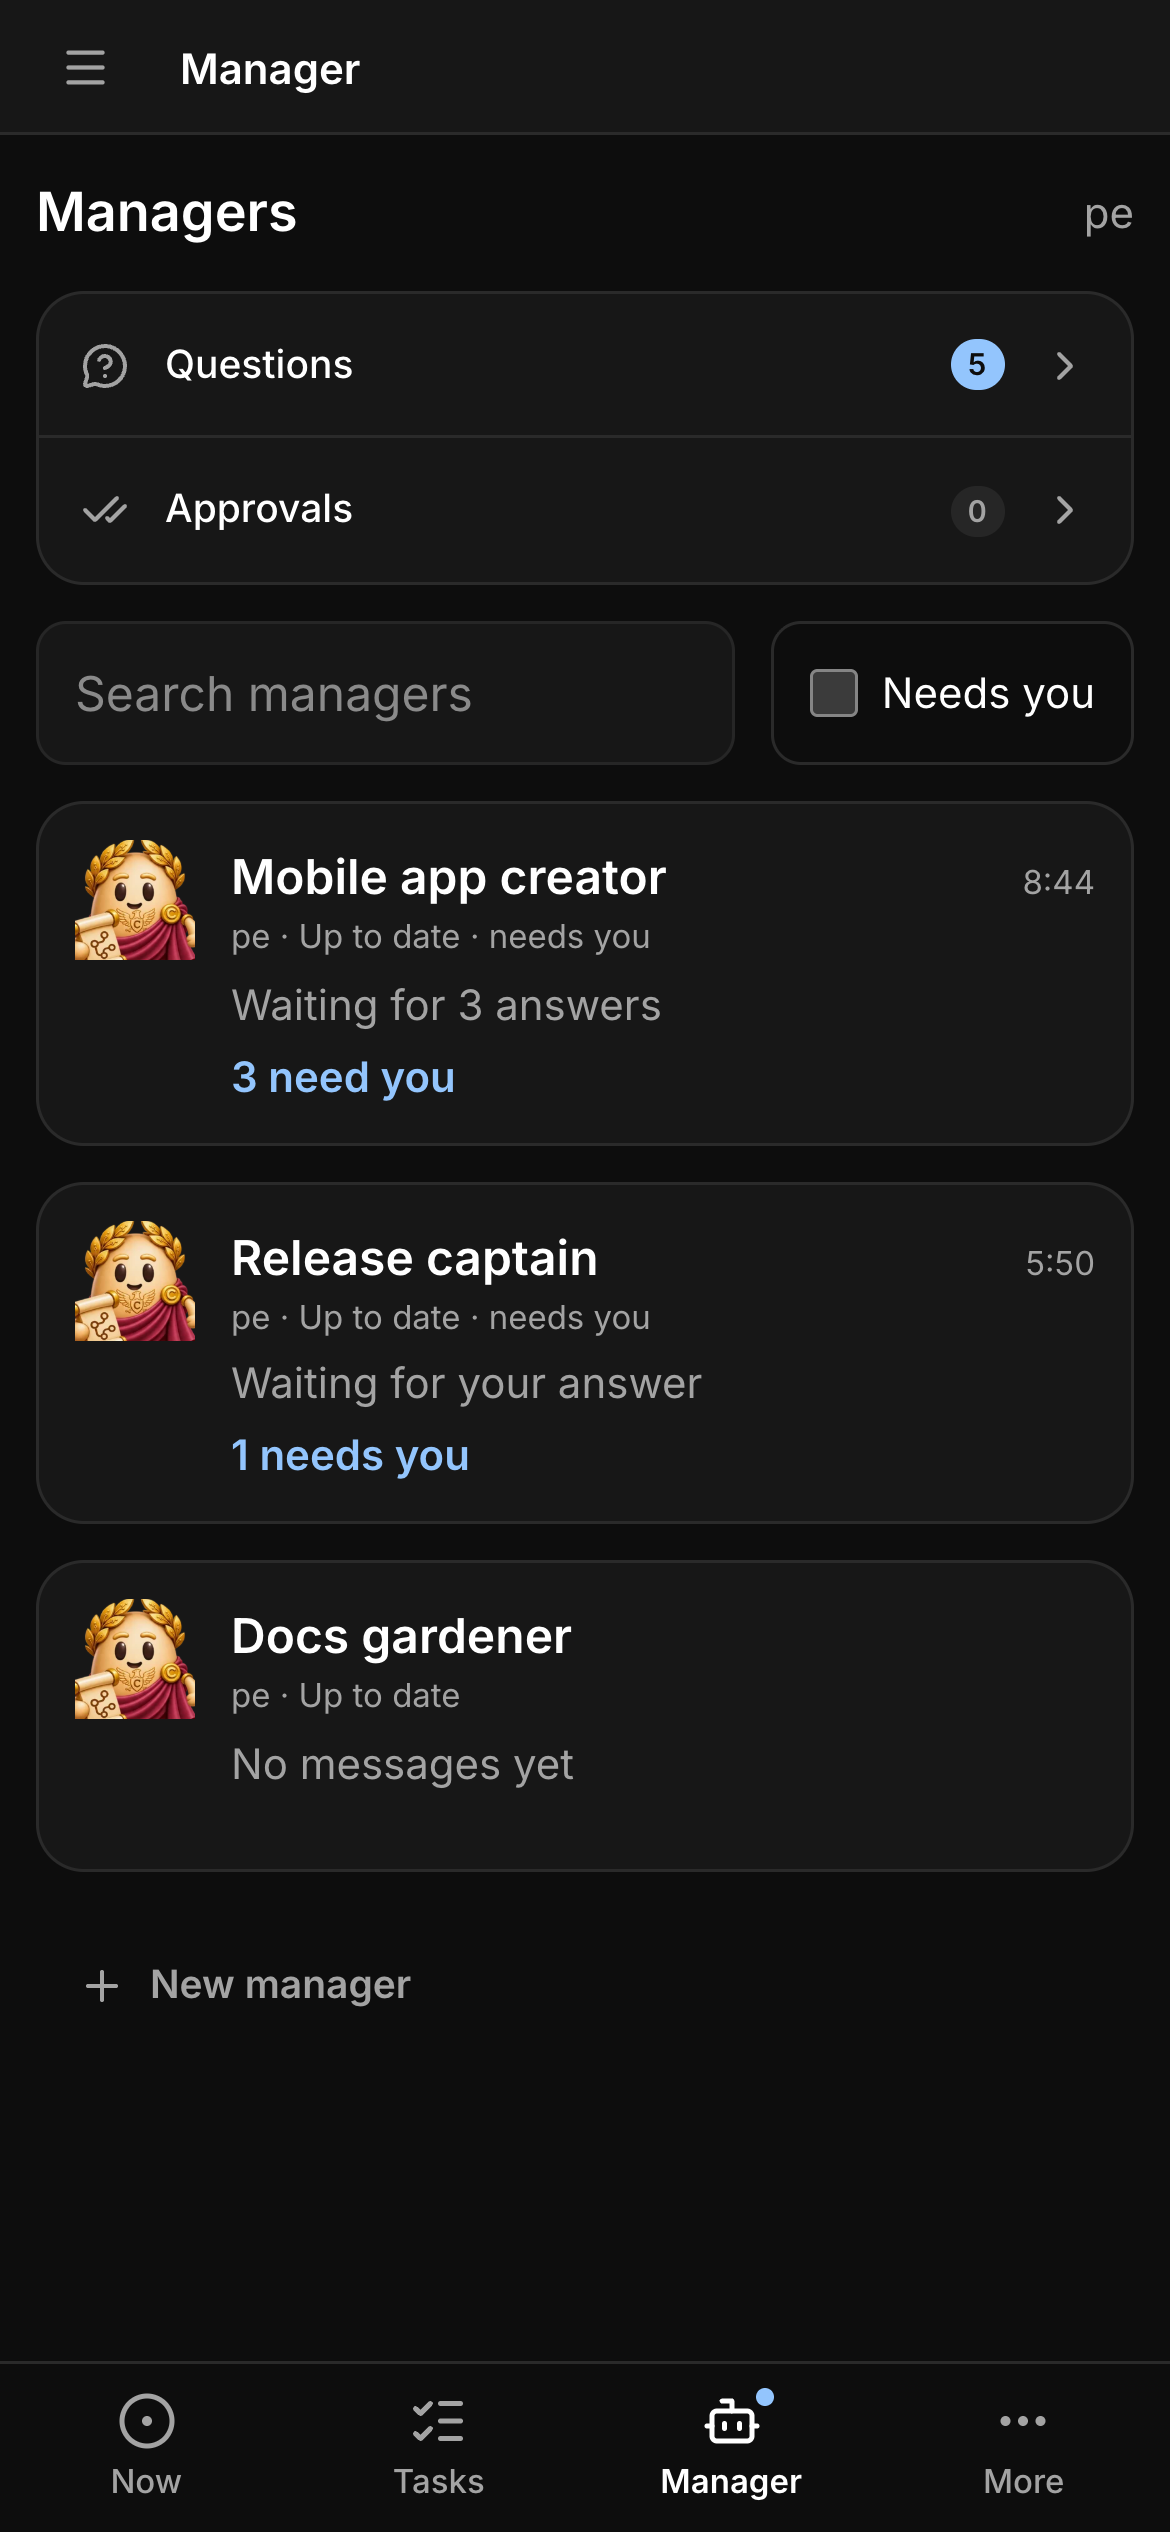 Manager
Managers
pe
Questions
5
Approvals
0
Search managers
Needs you
Mobile app creator
8:44
pe · Up to date · needs you
Waiting for 3 answers
3 need you
Release captain
5:50
pe · Up to date · needs you
Waiting for your answer
1 needs you
Docs gardener
pe · Up to date
No messages yet
New manager
Now
Tasks
Manager
More